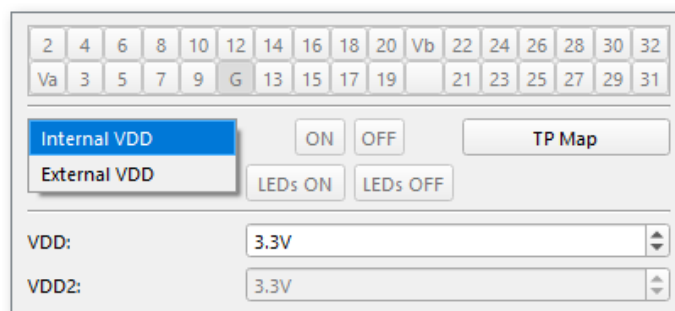 2 4 6 8 10 12 14 16 18 20 Vb 22 24 26 28 30 32
Va 3 5 7 9 G 13 15 17 19 21 23 25 27 29 31
Internal VDD ON OFF TP Map
External VDD LEDs ON LEDs OFF
VDD: 3.3V
VDD2: 3.3V